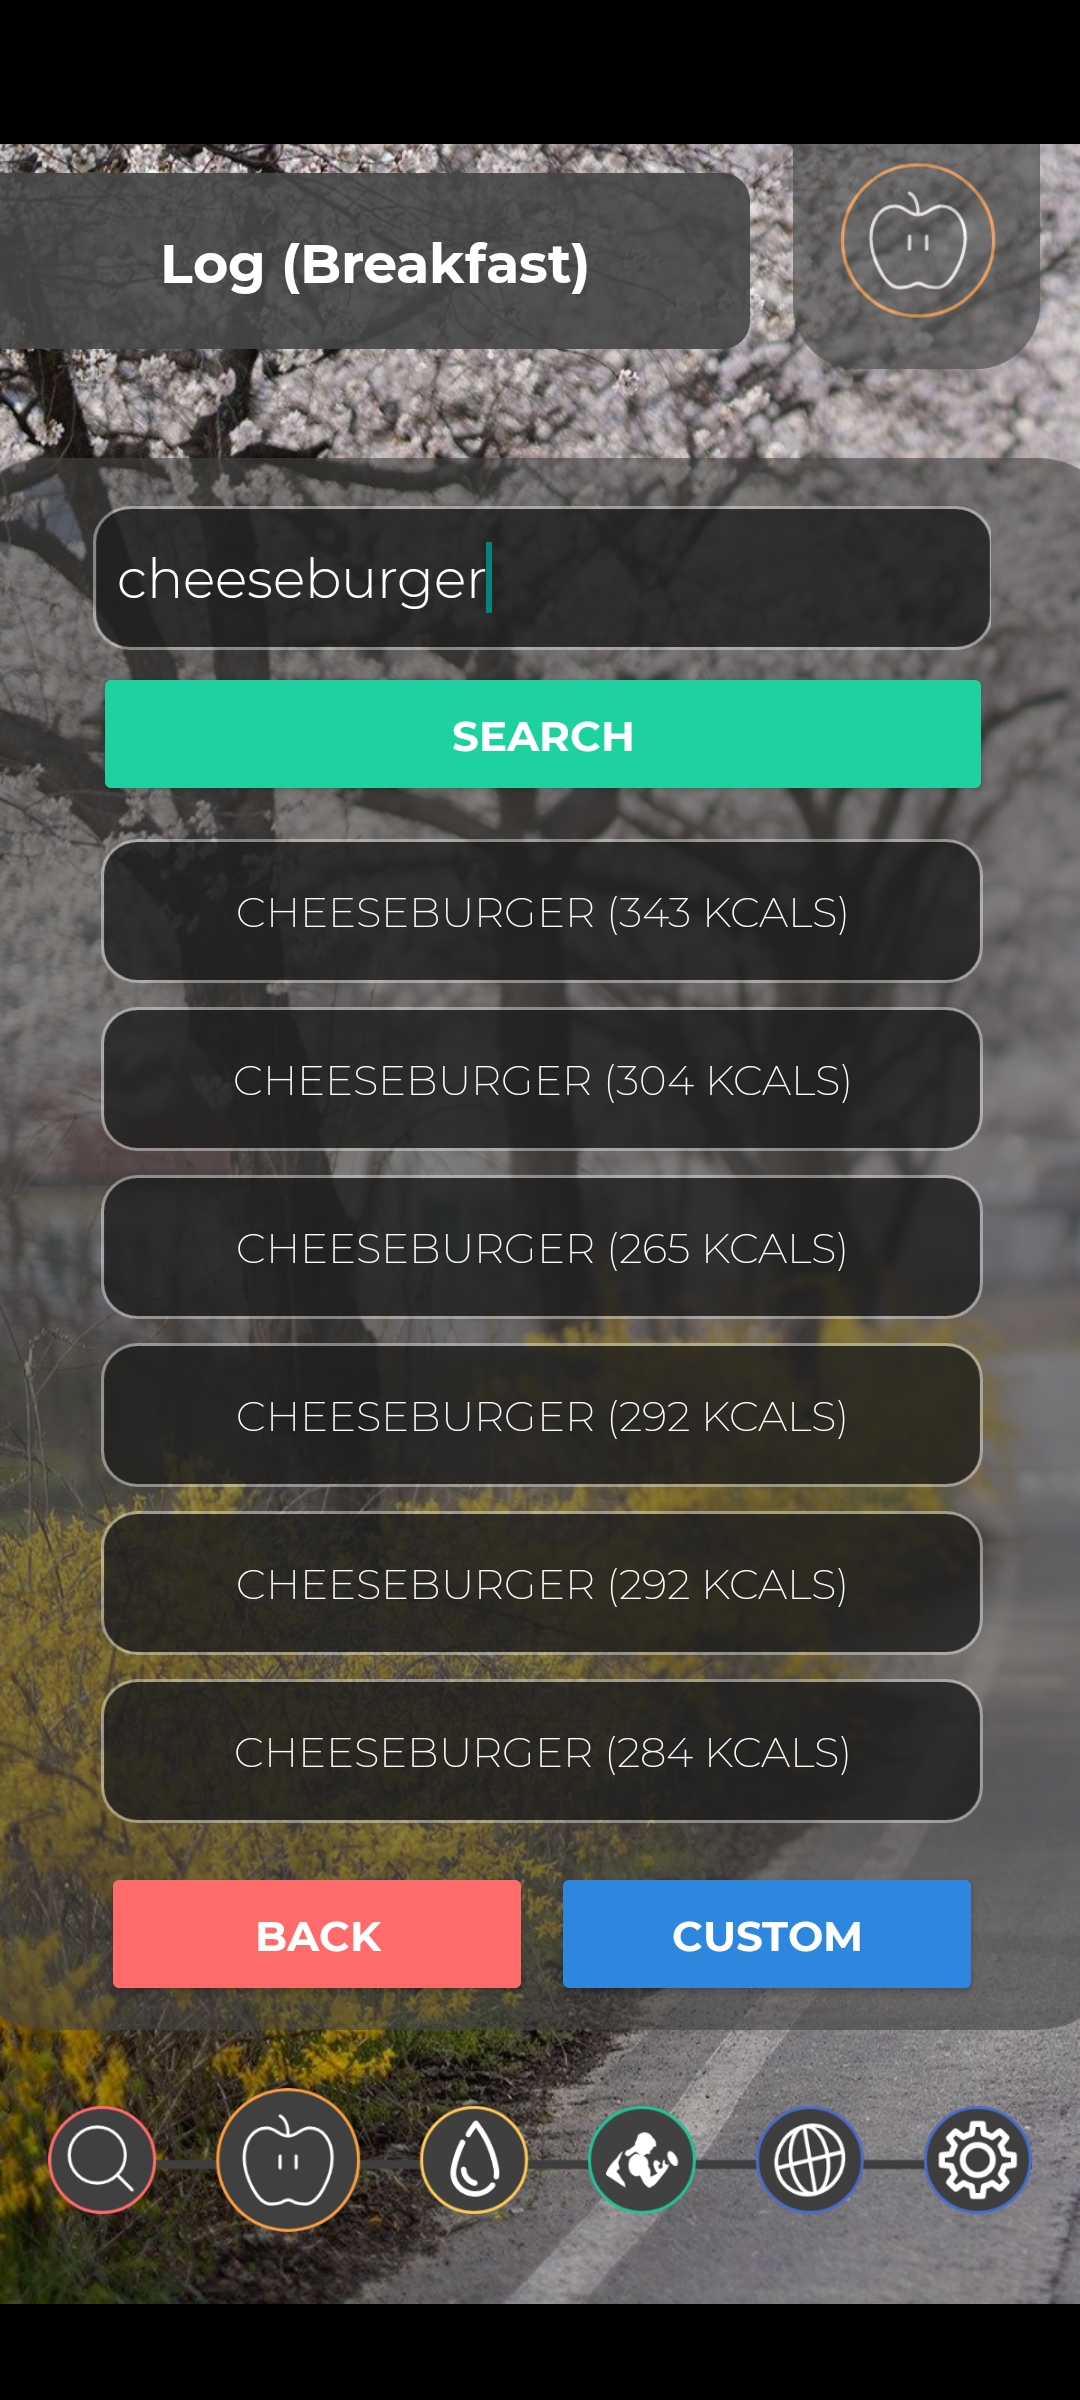 Log (Breakfast)
cheeseburger
SEARCH
CHEESEBURGER (343 KCALS)
CHEESEBURGER (304 KCALS)
CHEESEBURGER (265 KCALS)
CHEESEBURGER (292 KCALS)
CHEESEBURGER (292 KCALS)
CHEESEBURGER (284 KCALS)
BACK
CUSTOM